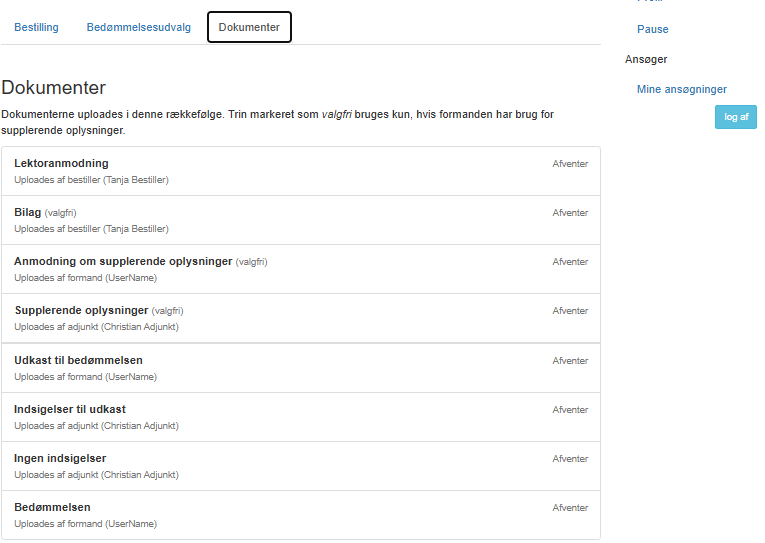 Bestilling
Bedømmelsesudvalg
Dokumenter
Dokumenter
Dokumenterne uploades i denne rækkefølge. Trin markeret som valgfri bruges kun, hvis formanden har brug for
supplerende oplysninger.
Lektoranmodning
Afventer
Uploades af bestiller (Tanja Bestiller)
Bilag (valgfri)
Afventer
Uploades af bestiller (Tanja Bestiller)
Anmodning om supplerende oplysninger (valgfri)
Afventer
Uploades af formand (UserName)
Supplerende oplysninger (valgfri)
Afventer
Uploades af adjunkt (Christian Adjunkt)
Udkast til bedømmelsen
Afventer
Uploades af formand (UserName)
Indsigelser til udkast
Afventer
Uploades af adjunkt (Christian Adjunkt)
Ingen indsigelser
Afventer
Uploades af adjunkt (Christian Adjunkt)
Bedømmelsen
Afventer
Uploades af formand (UserName)
Pause
Ansøger
Mine ansøgninger
log af